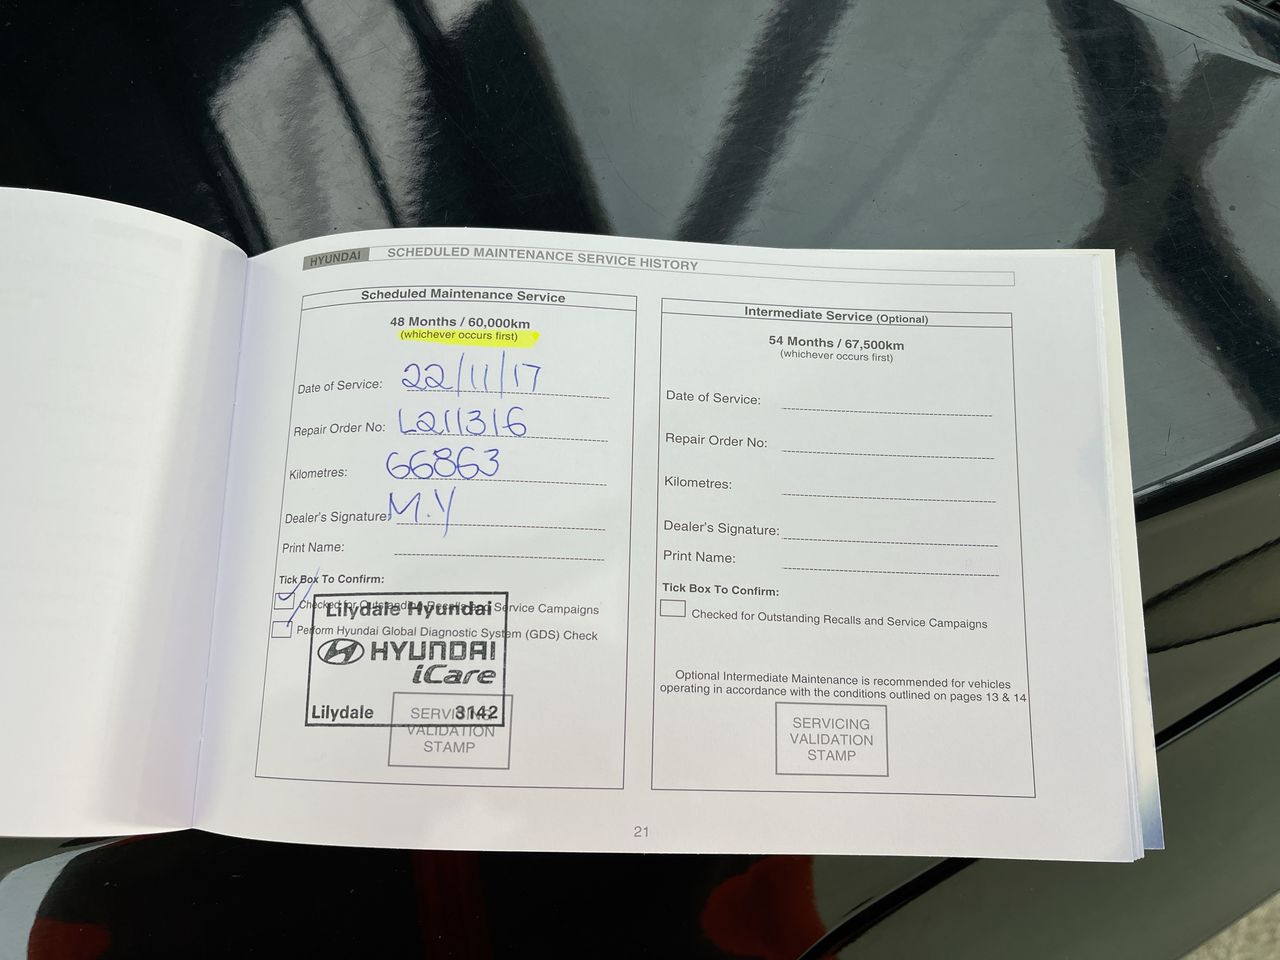 HYUNDAI SCHEDULED MAINTENANCE SERVICE HISTORY
Scheduled Maintenance Service
48 Months / 60,000km
(whichever occurs first)
Date of Service: 22/11/17
Repair Order No: L211316
Kilometres: 66863
Dealer's Signature: M.Y
Print Name:
Tick Box To Confirm:
Checked for Outstanding Recalls and Service Campaigns
Perform Hyundai Global Diagnostic System (GDS) Check
Lilydale Hyundai
HYUNDAI
iCare
Lilydale 3142
SERVICING
VALIDATION
STAMP
Intermediate Service (Optional)
54 Months / 67,500km
(whichever occurs first)
Date of Service:
Repair Order No:
Kilometres:
Dealer's Signature:
Print Name:
Tick Box To Confirm:
Checked for Outstanding Recalls and Service Campaigns
Optional Intermediate Maintenance is recommended for vehicles
operating in accordance with the conditions outlined on pages 13 & 14
SERVICING
VALIDATION
STAMP
21